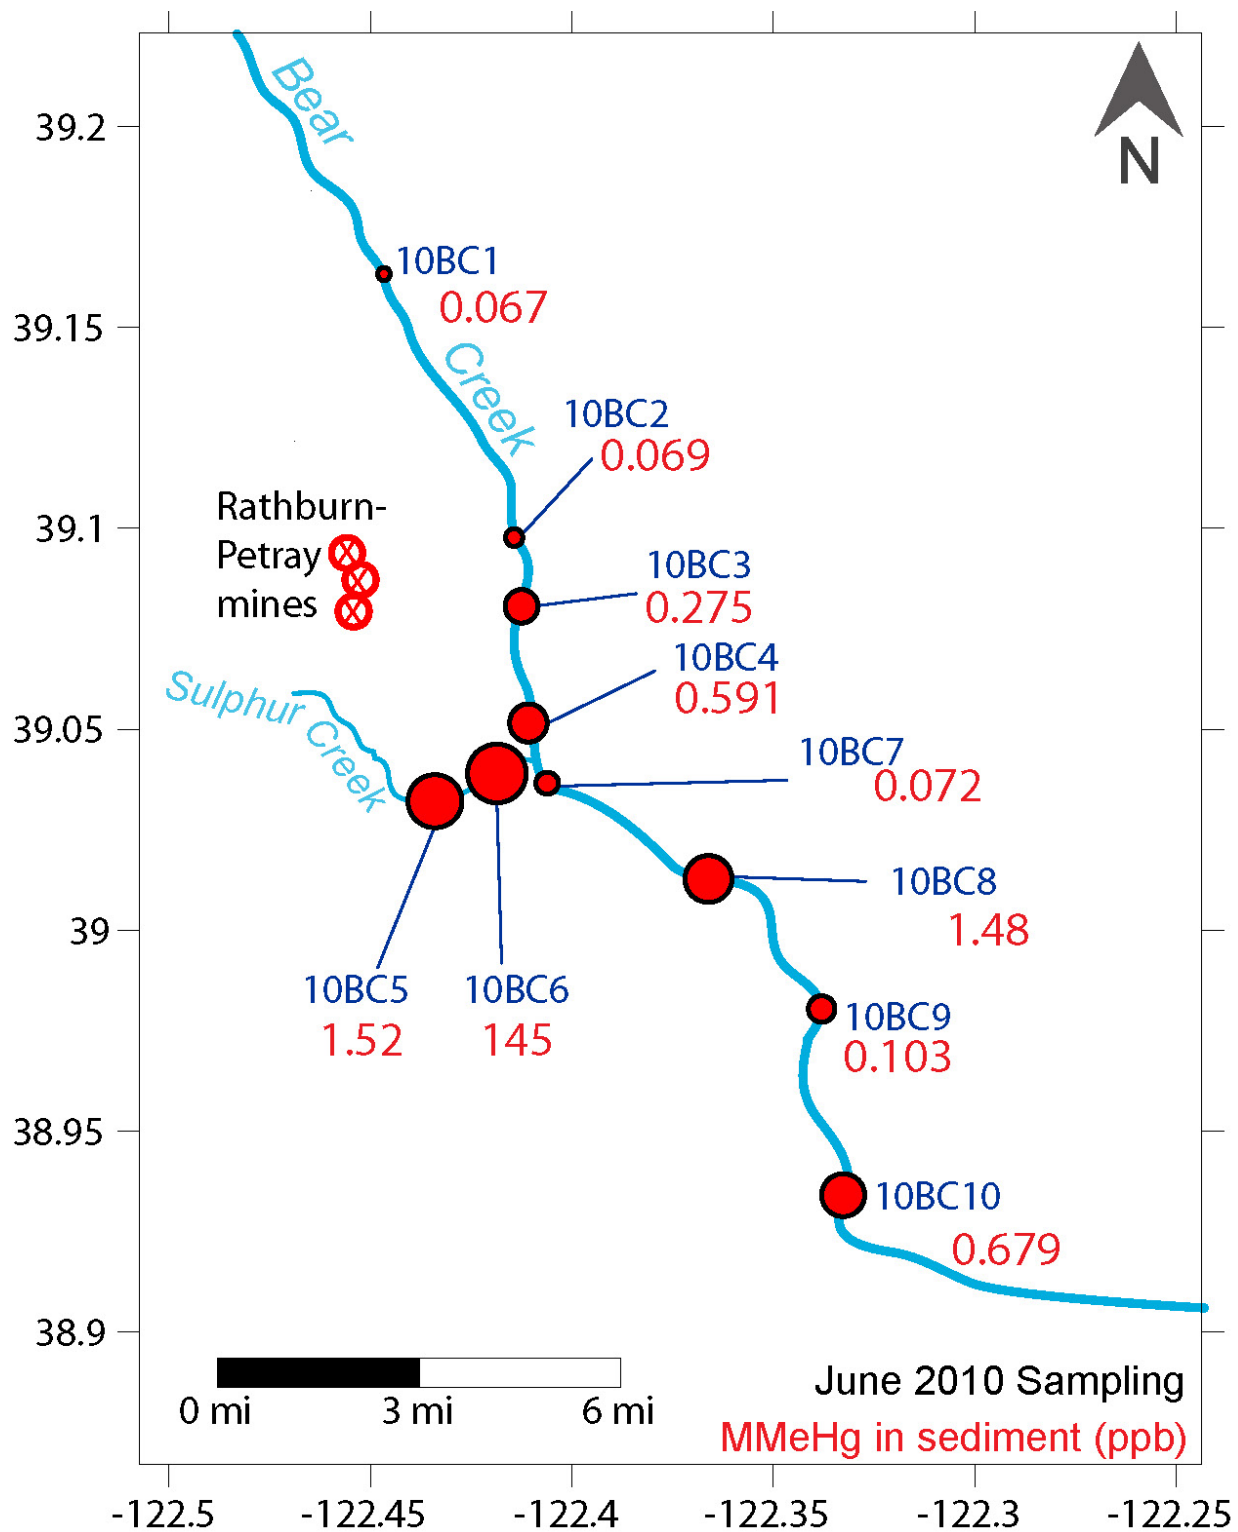 Bear
39.2
N
10BC1
0.067
39.15
Creek
10BC2
0.069
Rathburn-
Petray
mines
39.1
10BC3
0.275
10BC4
0.591
Sulphur
Creek
39.05
10BC7
0.072
10BC8
1.48
39
10BC5
1.52
10BC6
145
10BC9
0.103
38.95
10BC10
0.679
38.9
0 mi
3 mi
6 mi
June 2010 Sampling
MMeHg in sediment (ppb)
-122.5
-122.45
-122.4
-122.35
-122.3
-122.25